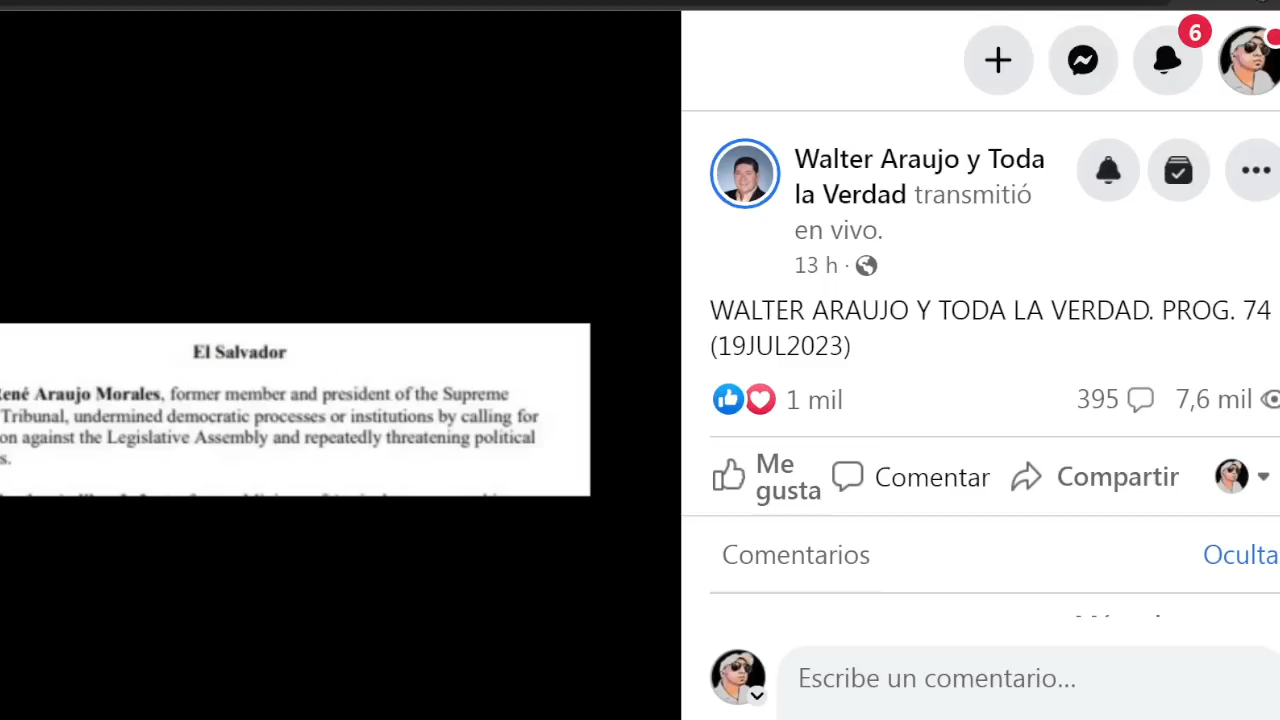 6
Walter Araujo y Toda
la Verdad transmitió
en vivo.
13 h ·
WALTER ARAUJO Y TODA LA VERDAD. PROG. 74
(19JUL2023)
1 mil
395
7,6 mil
Me gusta
Comentar
Compartir
Comentarios
Oculta
Escribe un comentario...
El Salvador
ené Araujo Morales, former member and president of the Supreme
Tribunal, undermined democratic processes or institutions by calling for
on against the Legislative Assembly and repeatedly threatening political
s.